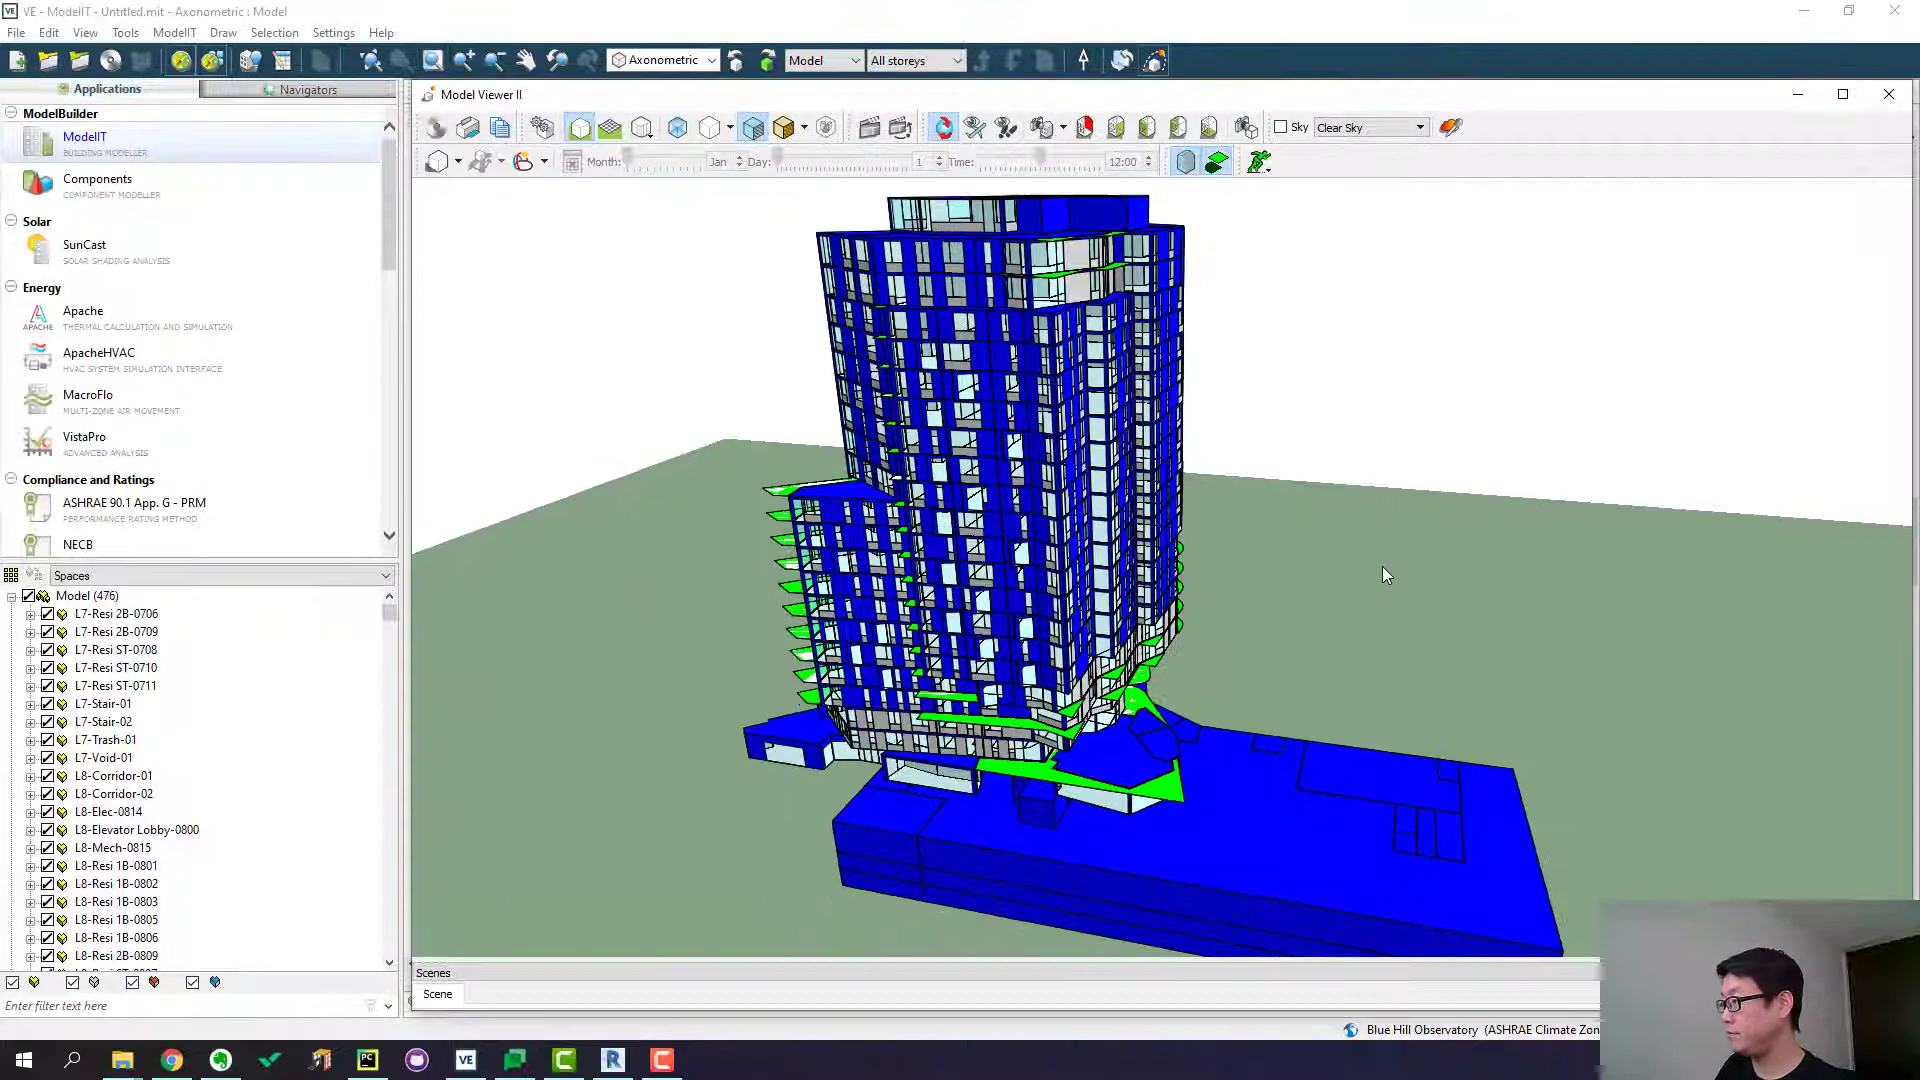 VE VE - ModelIT - Untitled.mit - Axonometric : Model
File Edit View Tools ModelIT Draw Selection Settings Help
Axonometric Model All storeys
Applications Navigators
Model Viewer II
ModelBuilder
ModelIT
BUILDING MODELLER
Components
COMPONENT MODELLER
Solar
SunCast
SOLAR SHADING ANALYSIS
Energy
Apache
APACHE THERMAL CALCULATION AND SIMULATION
ApacheHVAC
HVAC SYSTEM SIMULATION INTERFACE
MacroFlo
MULTI-ZONE AIR MOVEMENT
VistaPro
ADVANCED ANALYSIS
Compliance and Ratings
ASHRAE 90.1 App. G - PRM
PERFORMANCE RATING METHOD
NECB
Sky Clear Sky
Month: Jan Day: 1 Time: 12:00
Spaces
Model (476)
L7-Resi 2B-0706
L7-Resi 2B-0709
L7-Resi ST-0708
L7-Resi ST-0710
L7-Resi ST-0711
L7-Stair-01
L7-Stair-02
L7-Trash-01
L7-Void-01
L8-Corridor-01
L8-Corridor-02
L8-Elec-0814
L8-Elevator Lobby-0800
L8-Mech-0815
L8-Resi 1B-0801
L8-Resi 1B-0802
L8-Resi 1B-0803
L8-Resi 1B-0805
L8-Resi 1B-0806
L8-Resi 2B-0809
Enter filter text here
Scenes
Scene
Blue Hill Observatory (ASHRAE Climate Zon
PC VE C R C